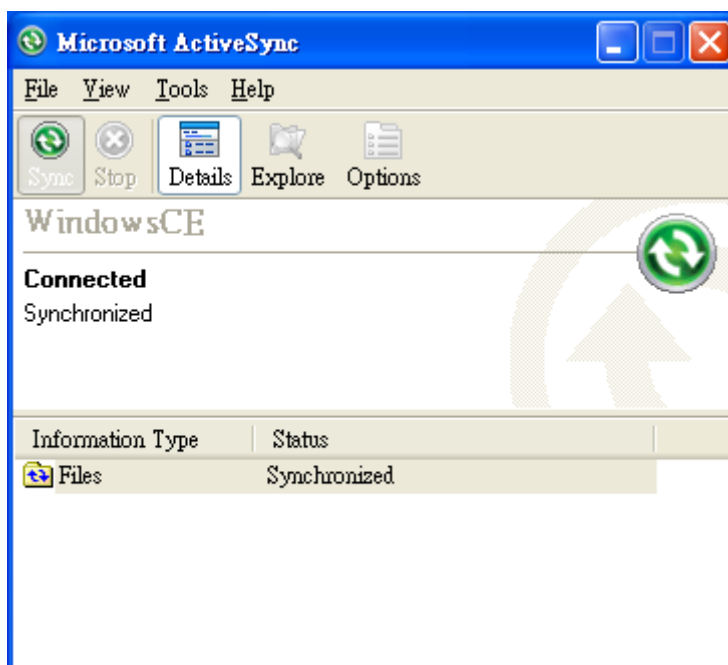 Microsoft ActiveSync
File View Tools Help
Sync Stop Details Explore Options
WindowsCE
Connected
Synchronized
Information Type Status
Files Synchronized